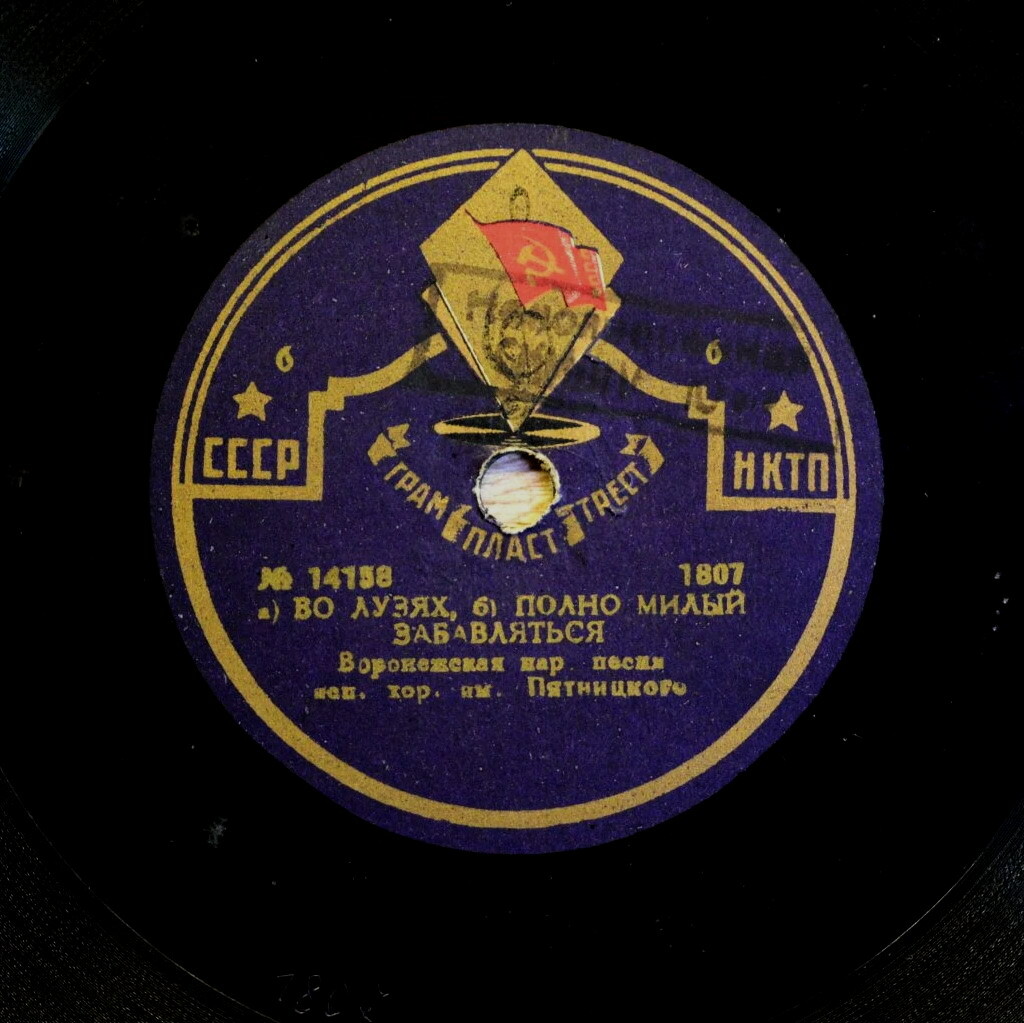 б б
СССР НКТП
ГРАМ ПЛАСТ ТРЕСТ
№ 14158 1807
а) ВО ЛУЗЯХ, б) ПОЛНО МИЛЫЙ
ЗАБАВЛЯТЬСЯ
Воронежская нар. песня
исп. хор. им. Пятницкого